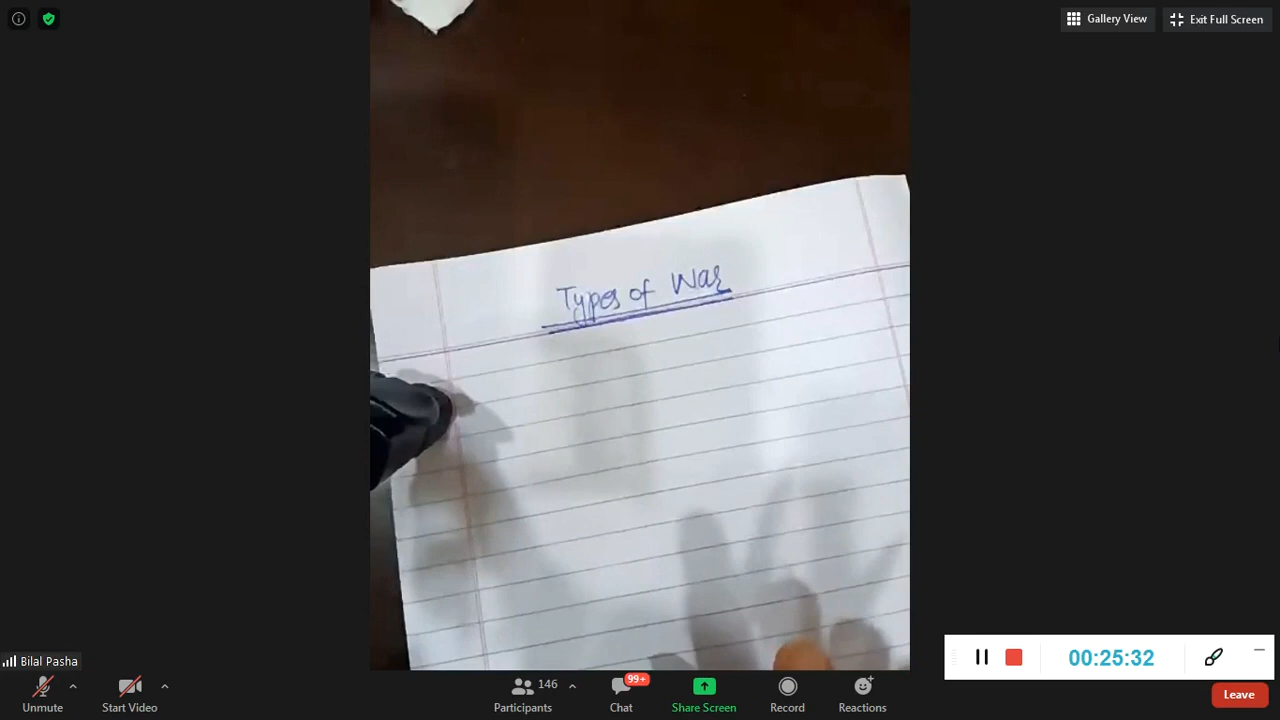 Gallery View
Exit Full Screen
Types of War
Bilal Pasha
00:25:32
Unmute
Start Video
146
Participants
99+
Chat
Share Screen
Record
Reactions
Leave